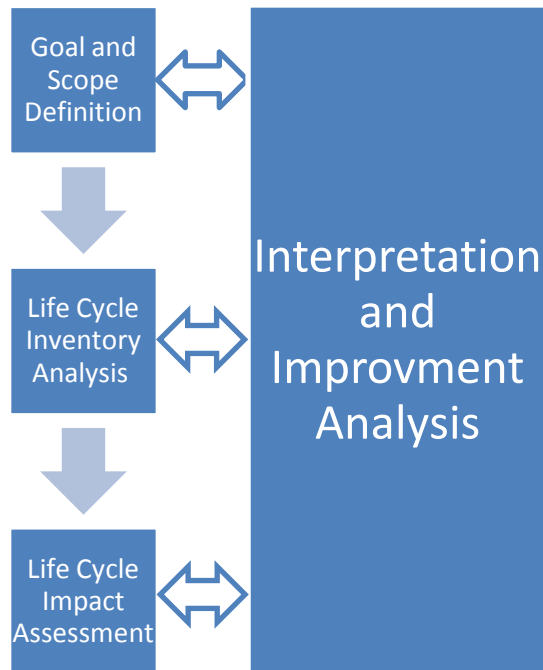 Goal and
Scope
Definition
Life Cycle
Inventory
Analysis
Life Cycle
Impact
Assessment
Interpretation
and
Improvment
Analysis